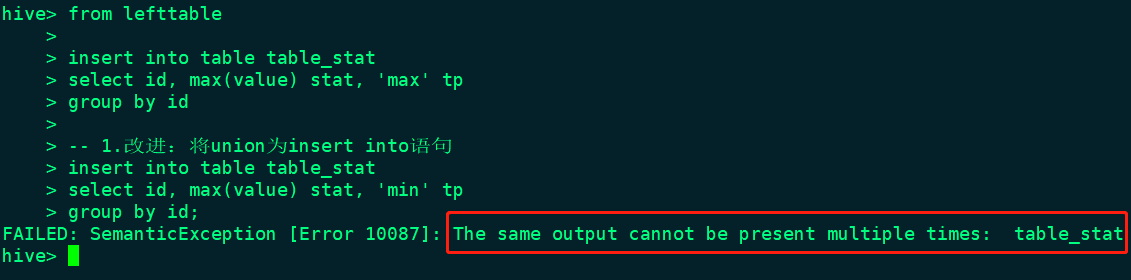 hive> from lefttable
    >
    > insert into table table_stat
    > select id, max(value) stat, 'max' tp
    > group by id
    >
    > -- 1.改进：将union为insert into语句
    > insert into table table_stat
    > select id, max(value) stat, 'min' tp
    > group by id;
FAILED: SemanticException [Error 10087]: The same output cannot be present multiple times:  table_stat
hive>